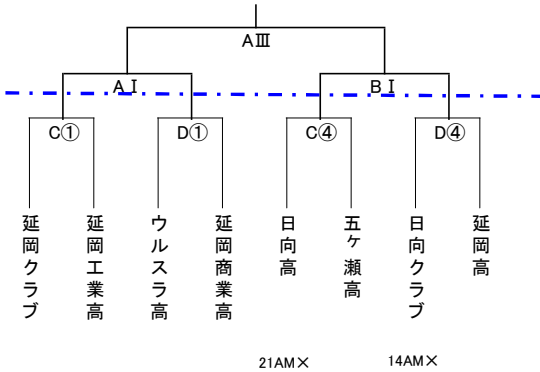 AⅢ
AⅠ
BⅠ
C①
D①
C④
D④
延岡クラブ
延岡工業高
ウルスラ高
延岡商業高
日向高
五ケ瀬高
日向クラブ
延岡高
21AM×
14AM×